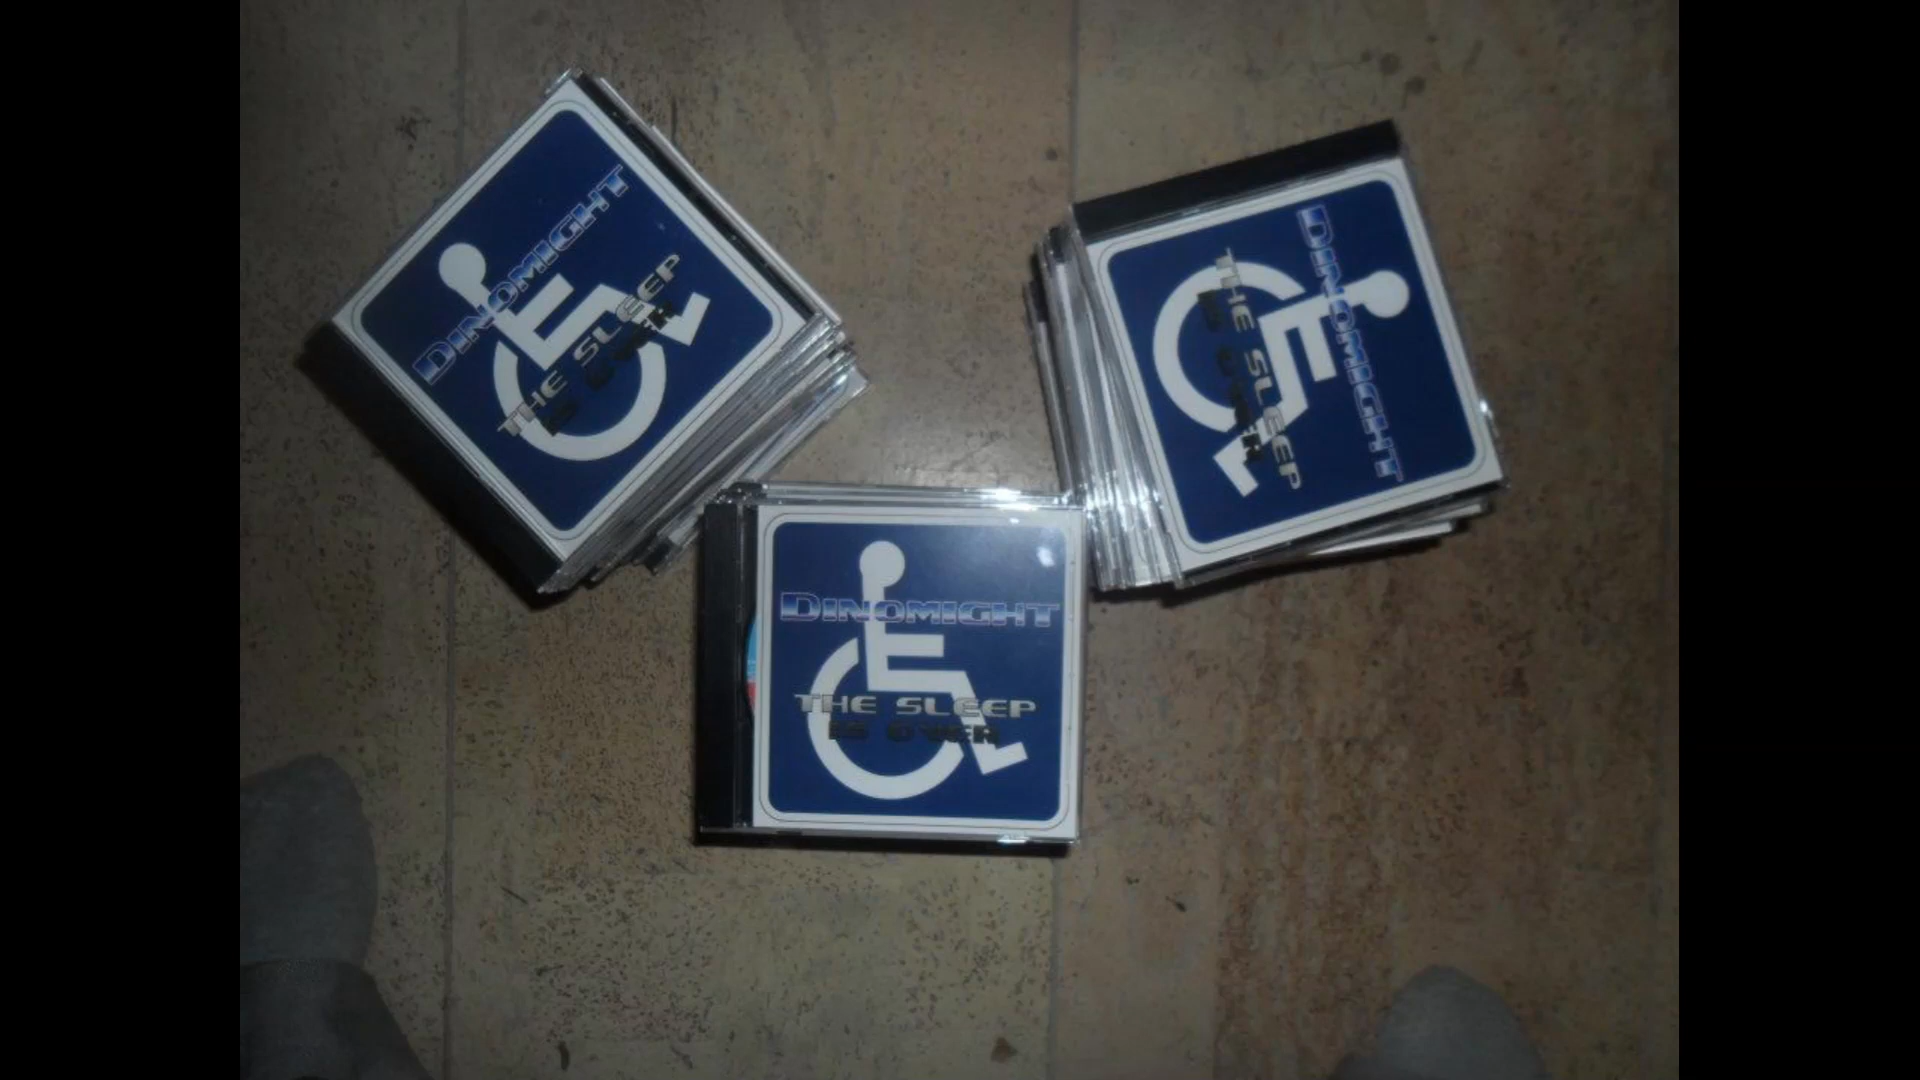 DINOMIGHT
THE SLEEP
IS OVER
DINOMIGHT
THE SLEEP
IS OVER
DINOMIGHT
THE SLEEP
IS OVER